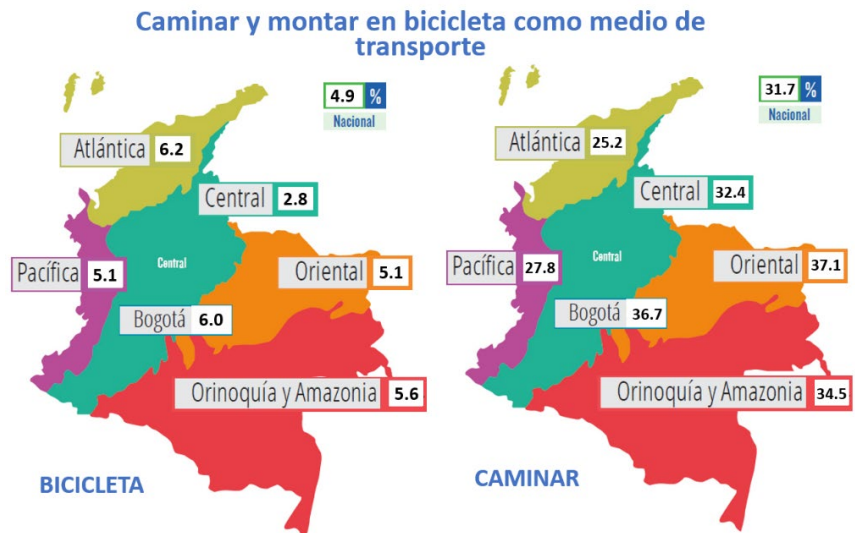 Caminar y montar en bicicleta como medio de
transporte
4.9 %
Nacional
Atlántica 6.2
Central 2.8
Central
Pacífica 5.1
Oriental 5.1
Bogotá 6.0
Orinoquía y Amazonia 5.6
BICICLETA
31.7 %
Nacional
Atlántica 25.2
Central 32.4
Central
Pacífica 27.8
Oriental 37.1
Bogotá 36.7
Orinoquía y Amazonia 34.5
CAMINAR